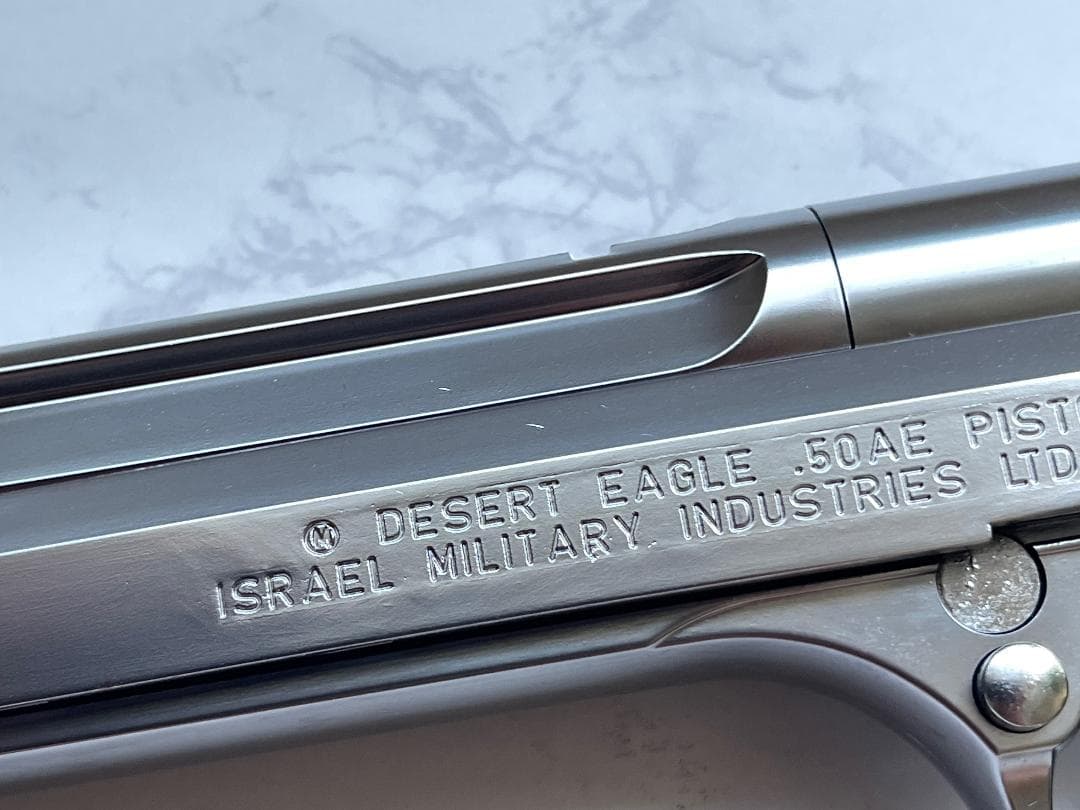 Ⓜ DESERT EAGLE .50AE PISTO
ISRAEL MILITARY INDUSTRIES LTD